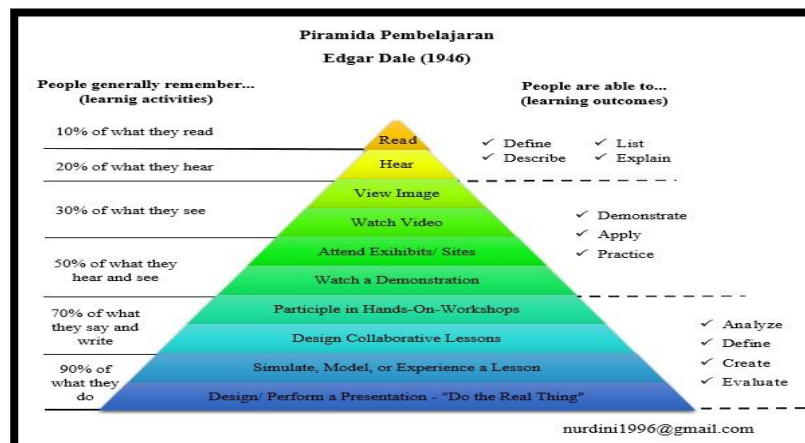 Piramida Pembelajaran
Edgar Dale (1946)
People generally remember...
(learnig activities)
People are able to...
(learning outcomes)
10% of what they read
20% of what they hear
30% of what they see
50% of what they
hear and see
70% of what
they say and
write
90% of
what they
do
Read
Hear
View Image
Watch Video
Attend Exihibits/ Sites
Watch a Demonstration
Participle in Hands-On-Workshops
Design Collaborative Lessons
Simulate, Model, or Experience a Lesson
Design/ Perform a Presentation - "Do the Real Thing"
✓ Define ✓ List
✓ Describe ✓ Explain
✓ Demonstrate
✓ Apply
✓ Practice
✓ Analyze
✓ Define
✓ Create
✓ Evaluate
nurdini1996@gmail.com